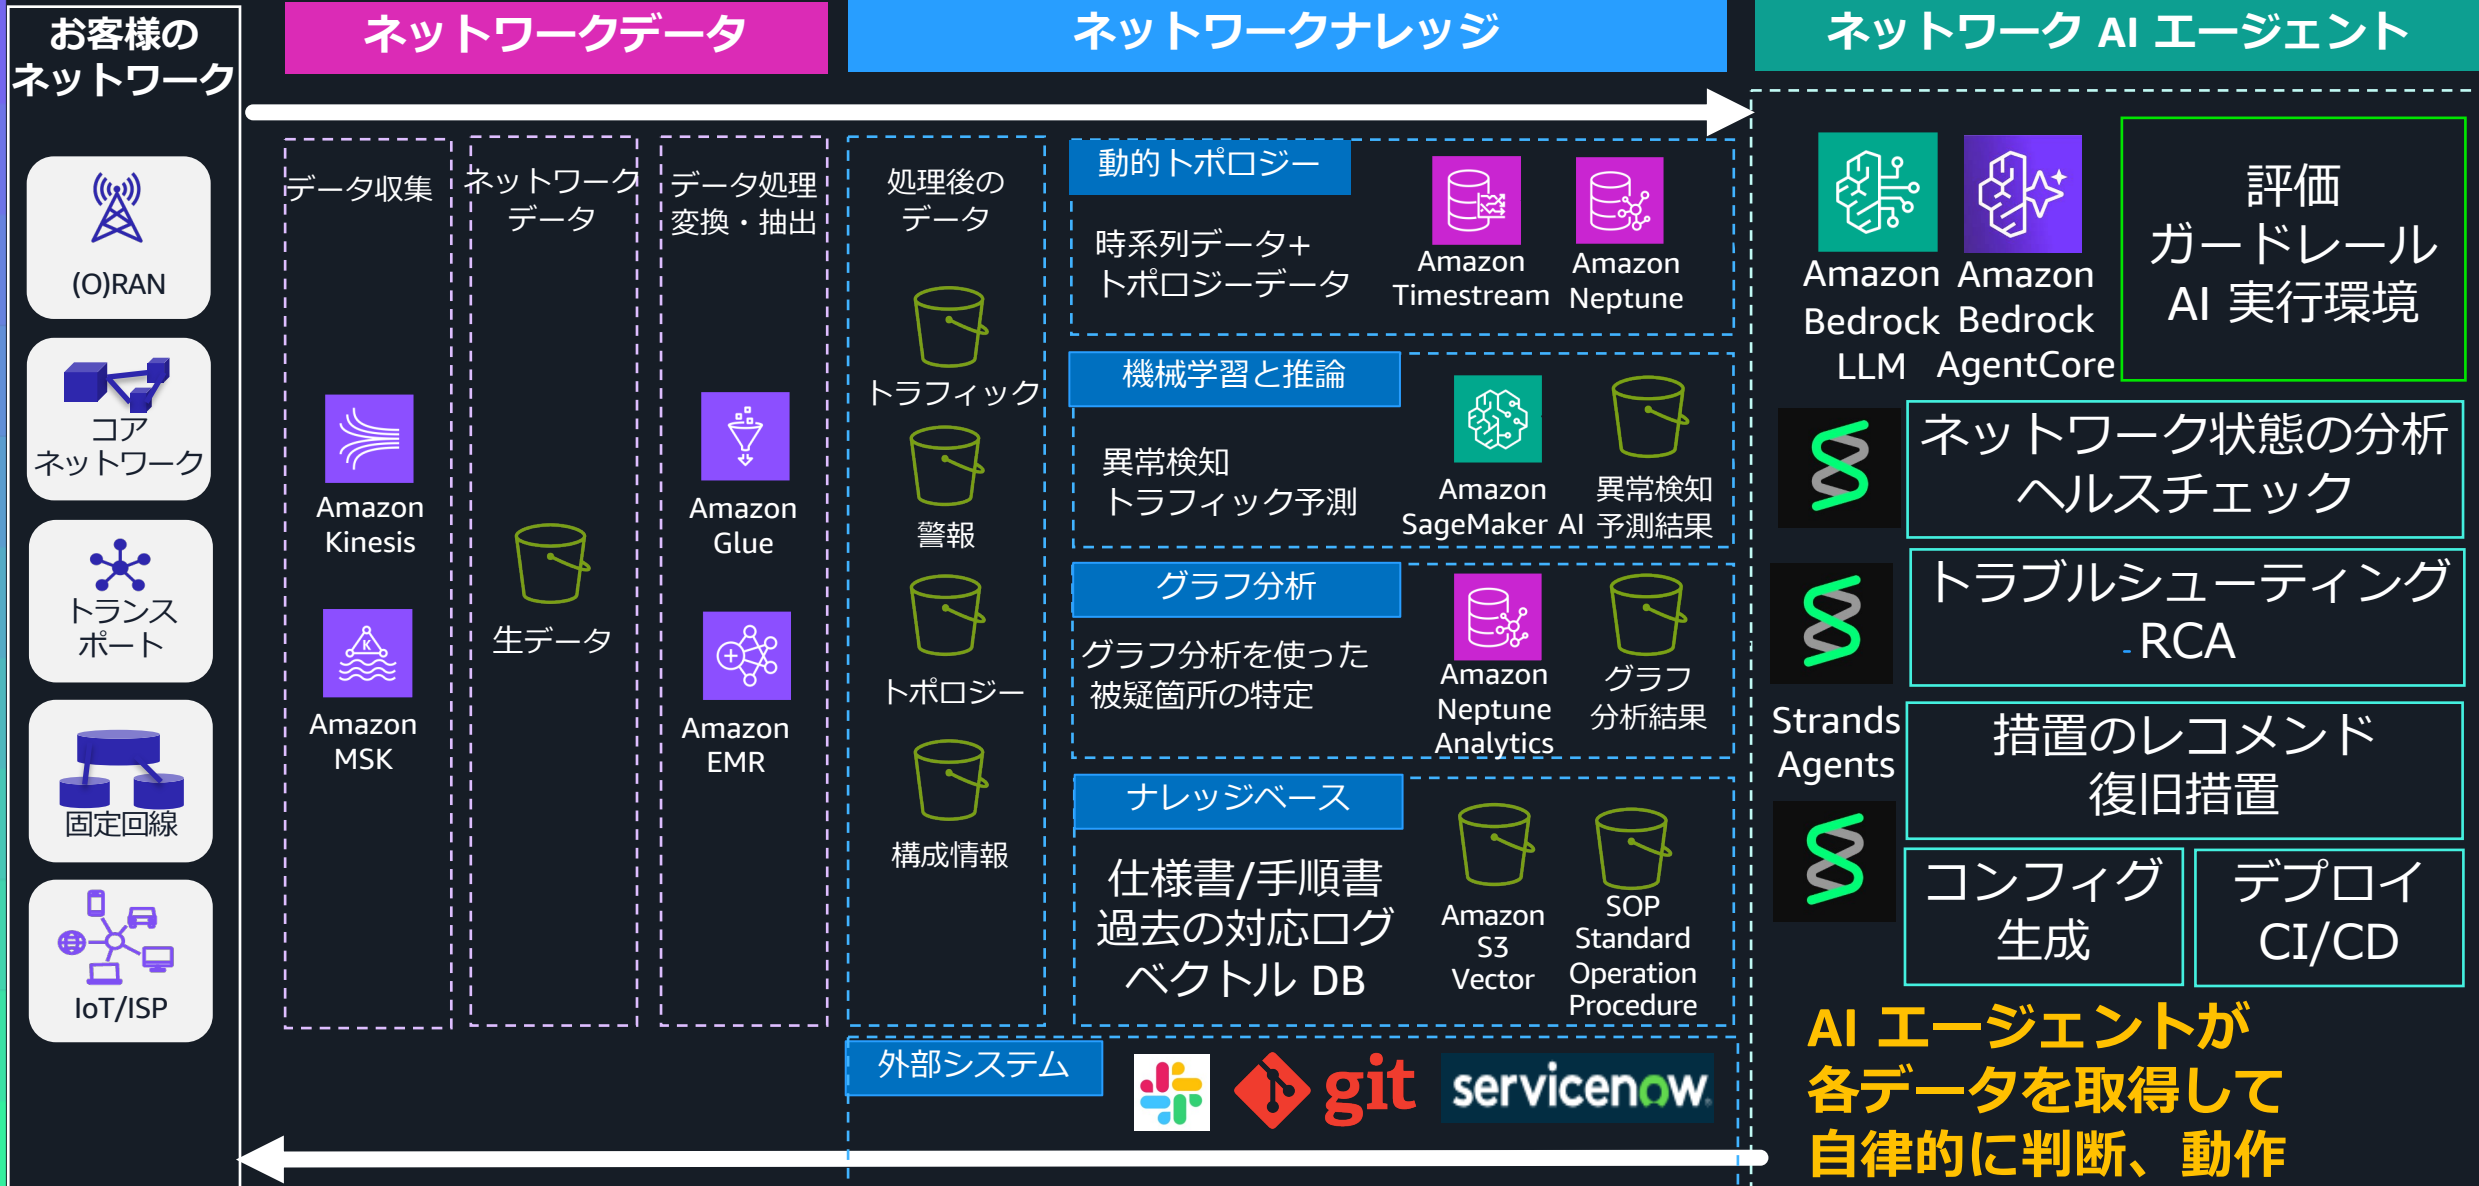 お客様の
ネットワーク
(O)RAN
コア
ネットワーク
トランス
ポート
固定回線
IoT/ISP
ネットワークデータ
データ収集
Amazon
Kinesis
Amazon
MSK
ネットワーク
データ
生データ
データ処理
変換・抽出
Amazon
Glue
Amazon
EMR
ネットワークナレッジ
処理後の
データ
トラフィック
警報
トポロジー
構成情報
動的トポロジー
時系列データ+
トポロジーデータ
Amazon
Timestream
Amazon
Neptune
機械学習と推論
異常検知
トラフィック予測
Amazon
SageMaker AI
異常検知
予測結果
グラフ分析
グラフ分析を使った
被疑箇所の特定
Amazon
Neptune
Analytics
グラフ
分析結果
ナレッジベース
仕様書/手順書
過去の対応ログ
ベクトル DB
Amazon
S3
Vector
SOP
Standard
Operation
Procedure
外部システム
git
servicenow
ネットワーク AI エージェント
Amazon
Bedrock
LLM
Amazon
Bedrock
AgentCore
評価
ガードレール
AI 実行環境
ネットワーク状態の分析
ヘルスチェック
トラブルシューティング
- RCA
Strands
Agents
措置のレコメンド
復旧措置
コンフィグ
生成
デプロイ
CI/CD
AI エージェントが
各データを取得して
自律的に判断、動作